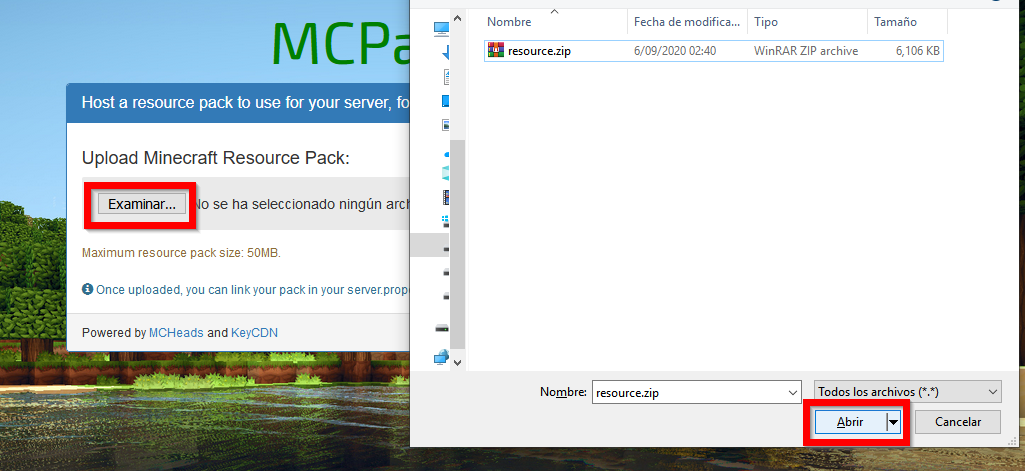 MCPa
Host a resource pack to use for your server, fo
Upload Minecraft Resource Pack:
Examinar... No se ha seleccionado ningún arch
Maximum resource pack size: 50MB.
Once uploaded, you can link your pack in your server.prope
Powered by MCHeads and KeyCDN
Nombre Fecha de modifica... Tipo Tamaño
resource.zip 6/09/2020 02:40 WinRAR ZIP archive 6,106 KB
Nombre: resource.zip Todos los archivos (*.*)
Abrir Cancelar